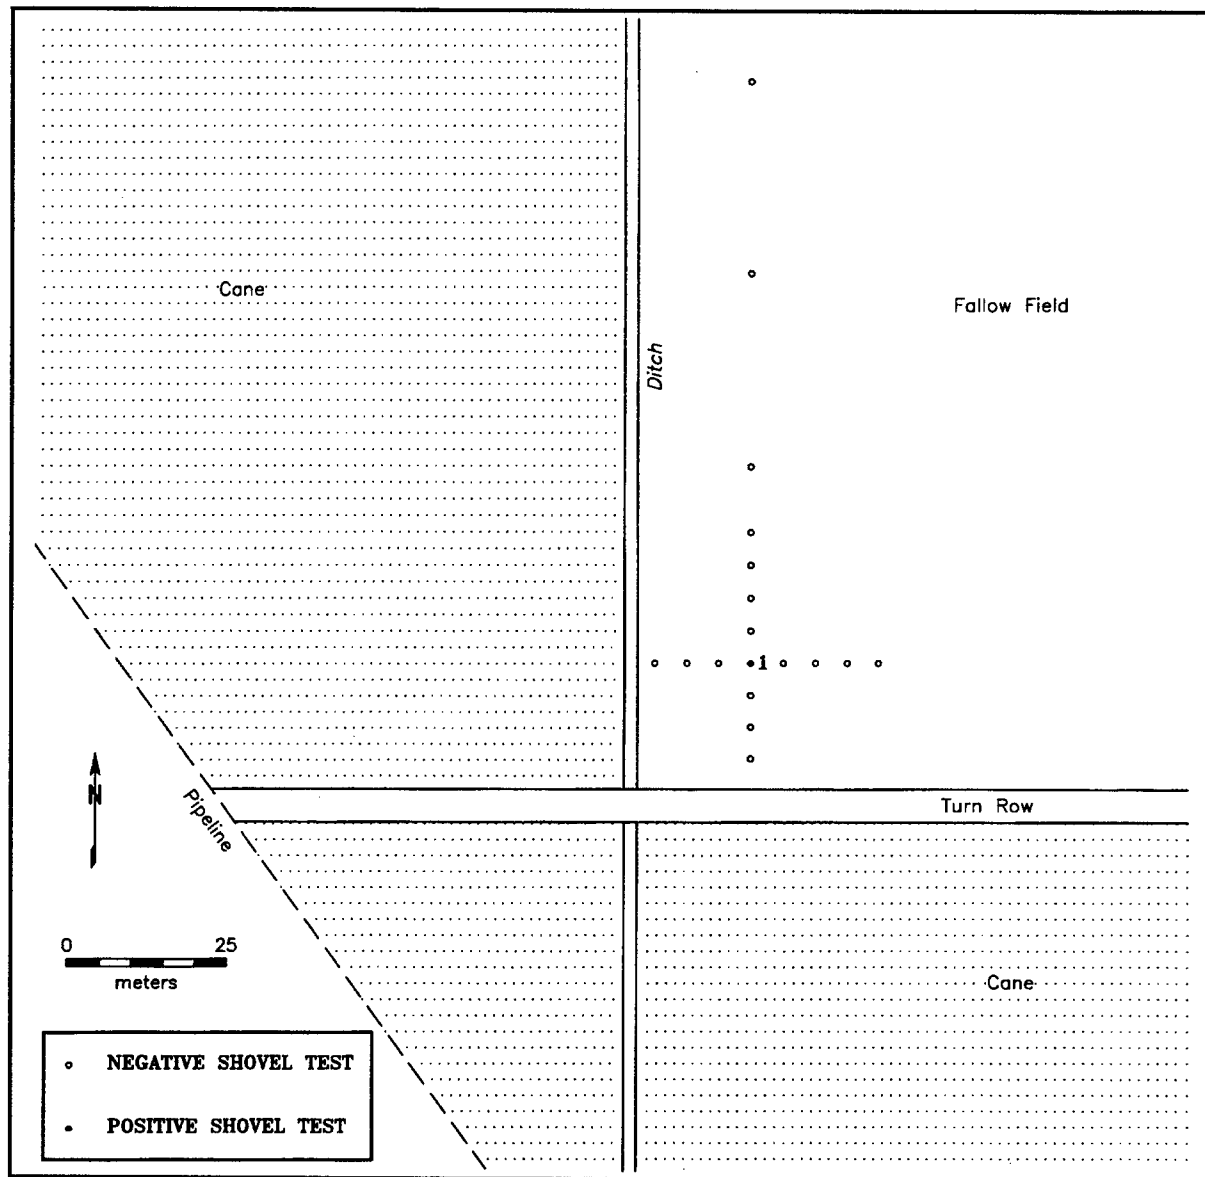 Cane
Fallow Field
Ditch
1
Turn Row
Pipeline
N
0 25
meters
Cane
NEGATIVE SHOVEL TEST
POSITIVE SHOVEL TEST